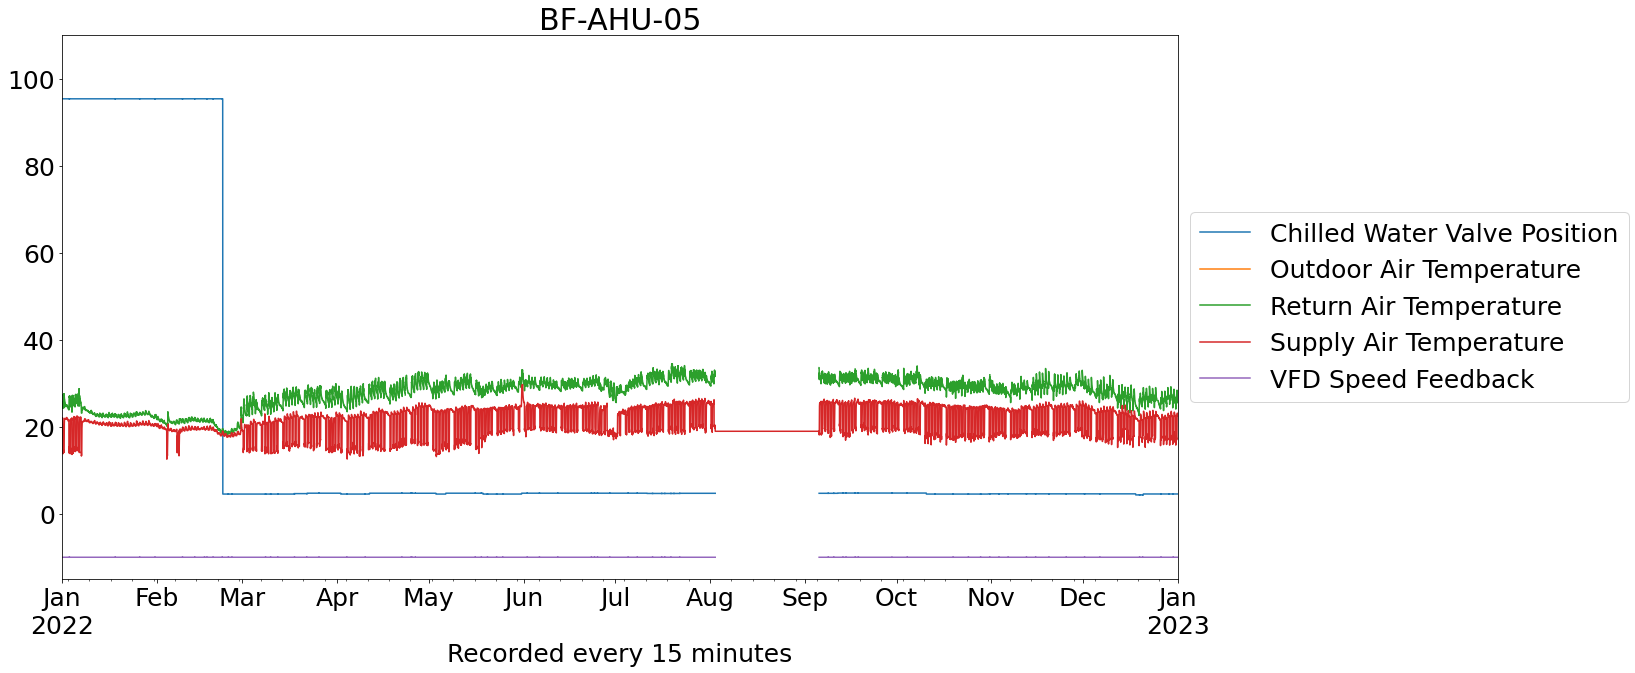 BF-AHU-05
100
80
60
40
20
0
Jan Feb Mar Apr May Jun Jul Aug Sep Oct Nov Dec Jan
2022 2023
Recorded every 15 minutes
Chilled Water Valve Position
Outdoor Air Temperature
Return Air Temperature
Supply Air Temperature
VFD Speed Feedback